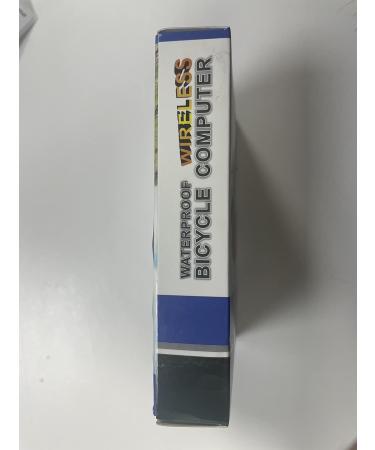 WATERPROOF WIRELESS
BICYCLE COMPUTER